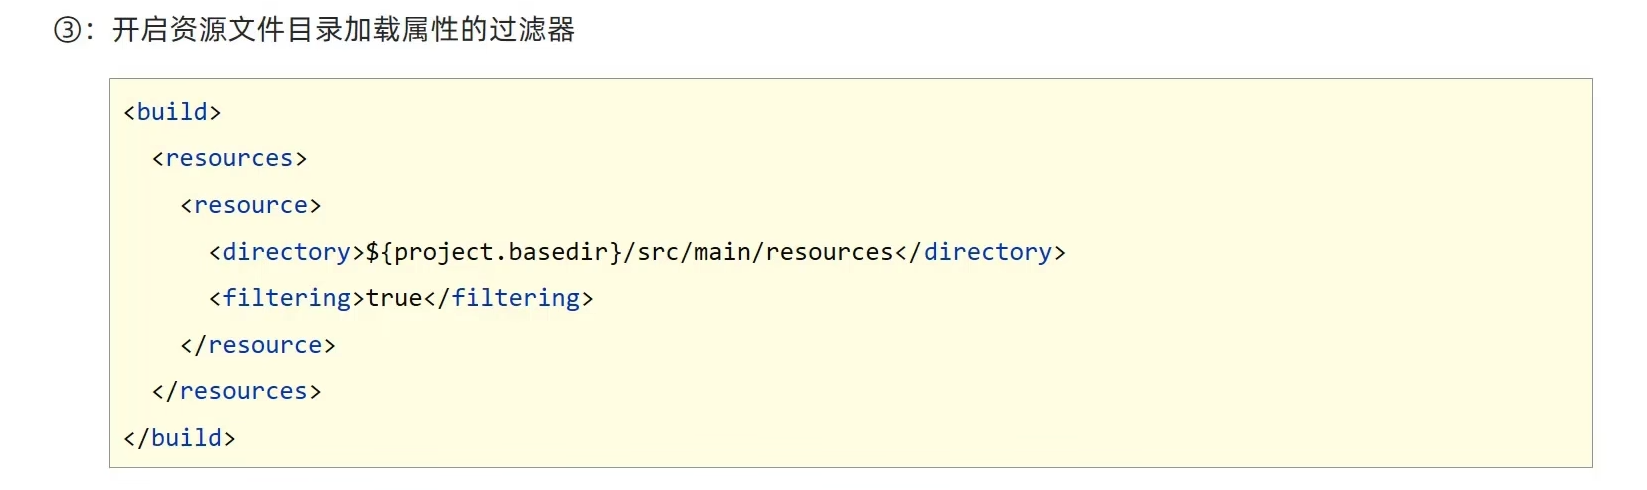 ③：开启资源文件目录加载属性的过滤器
<build>
  <resources>
    <resource>
      <directory>${project.basedir}/src/main/resources</directory>
      <filtering>true</filtering>
    </resource>
  </resources>
</build>